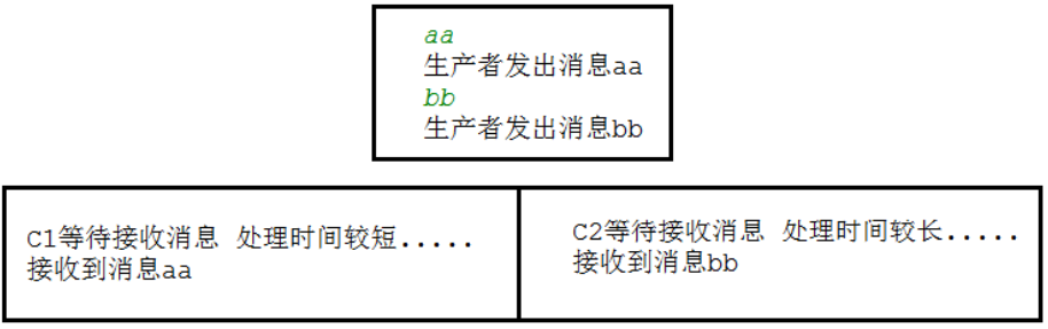 aa
生产者发出消息aa
bb
生产者发出消息bb
C1等待接收消息 处理时间较短.....
接收到消息aa
C2等待接收消息 处理时间较长.....
接收到消息bb